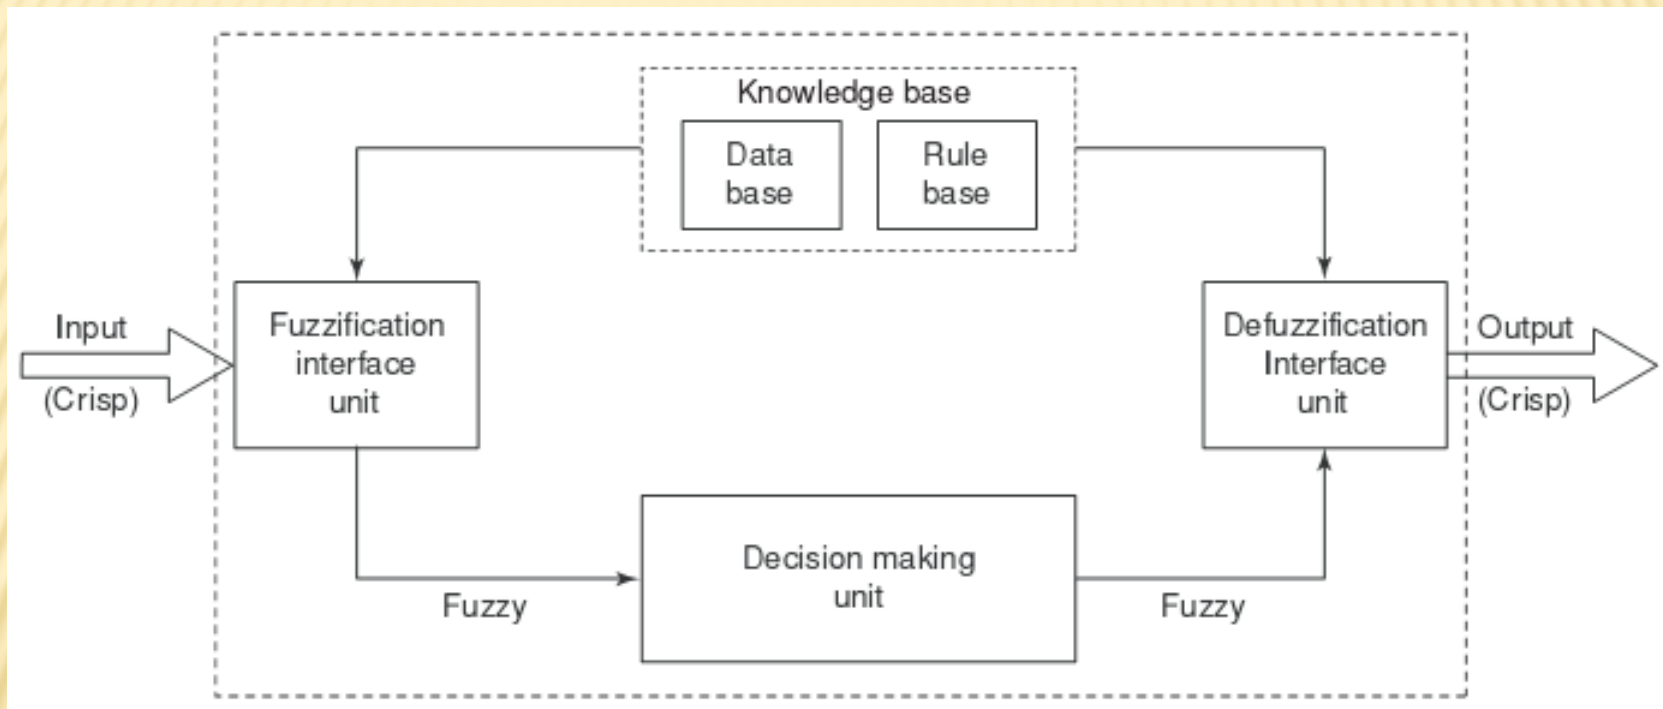 Knowledge base
Data
base
Rule
base
Input
(Crisp)
Fuzzification
interface
unit
Defuzzification
Interface
unit
Output
(Crisp)
Decision making
unit
Fuzzy
Fuzzy